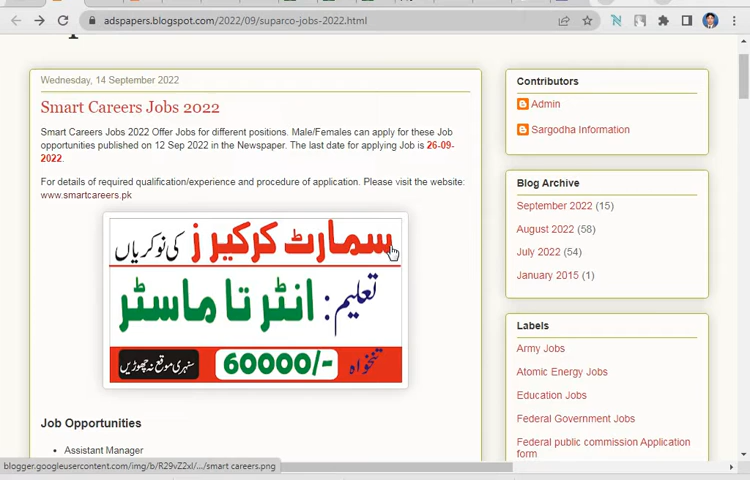 adspapers.blogspot.com/2022/09/suparco-jobs-2022.html
Wednesday, 14 September 2022
Smart Careers Jobs 2022
Smart Careers Jobs 2022 Offer Jobs for different positions. Male/Females can apply for these Job
opportunities published on 12 Sep 2022 in the Newspaper. The last date for applying Job is 26-09-
2022.
For details of required qualification/experience and procedure of application. Please visit the website:
www.smartcareers.pk
سمارٹ کرکیرز کی نوکریاں
تعلیم: انٹر تا ماسٹر
تنخواہ 60000/- سنہری موقع نہ چھوڑیں
Job Opportunities
Assistant Manager
Contributors
Admin
Sargodha Information
Blog Archive
September 2022 (15)
August 2022 (58)
July 2022 (54)
January 2015 (1)
Labels
Army Jobs
Atomic Energy Jobs
Education Jobs
Federal Government Jobs
Federal public commission Application
form
blogger.googleusercontent.com/img/b/R29vZ2xl/.../smart careers.png